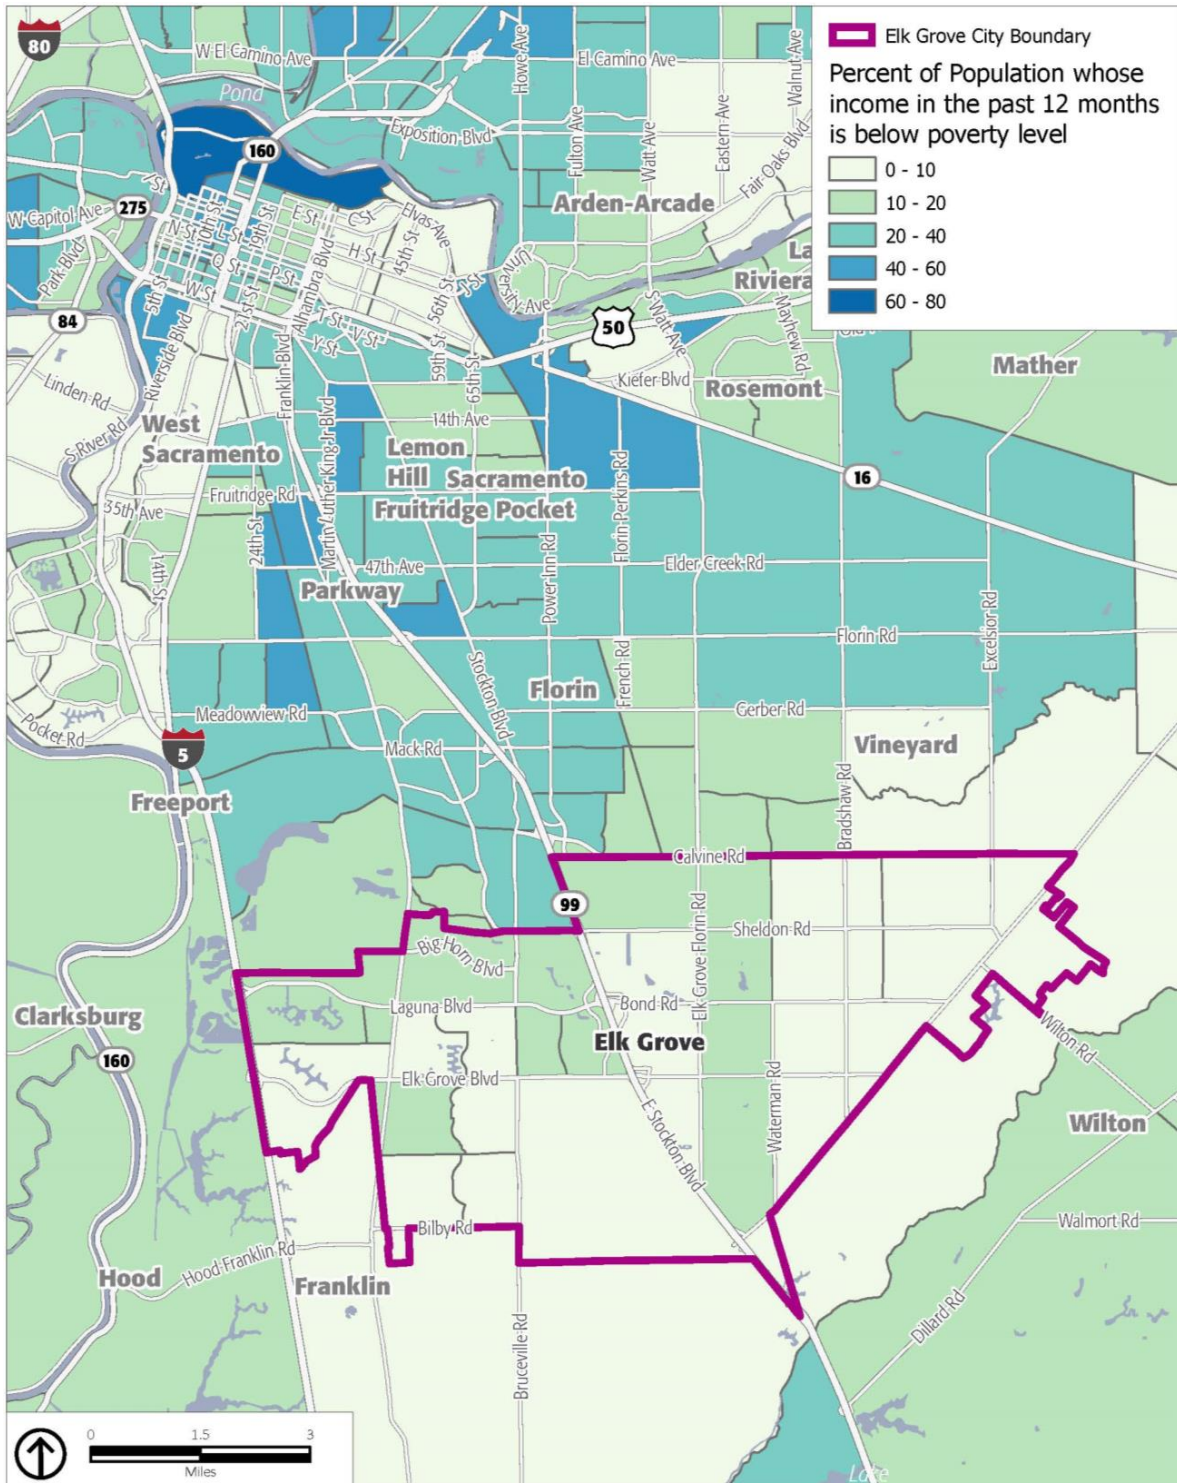 80
W El Camino Ave
Howe Ave
El Camino Ave
Walnut Ave
Pond
Exposition Blvd
Fulton Ave
Watt Ave
Eastern Ave
Fair Oaks Blvd
160
Arden-Arcade
W Capitol Ave
275
Park Blvd
E St
C St
Elvas Ave
N St
19th St
H St
45th St
J St
La
Riviera
5th St
Q St
P St
W St
21st St
Alhambra Blvd
T St
V St
Y St
56th St
59th St
65th St
50
S Watt Ave
Mayhew Rd
84
Riverside Blvd
Franklin Blvd
Kiefer Blvd
Rosemont
Mather
Linden Rd
S River Rd
West
Sacramento
Martin Luther King Jr Blvd
14th Ave
Lemon
Hill
Sacramento
16
Fruitridge Rd
Fruitridge Pocket
Florin Perkins Rd
35th Ave
24th St
14th St
47th Ave
Parkway
Power Inn Rd
Elder Creek Rd
Excelsior Rd
Florin Rd
Stockton Blvd
French Rd
Florin
Pocket Rd
Meadowview Rd
Gerber Rd
5
Mack Rd
Vineyard
Freeport
Bradshaw Rd
Calvine Rd
99
Sheldon Rd
Big Horn Blvd
Elk Grove Florin Rd
Clarksburg
Laguna Blvd
Bond Rd
Elk Grove
Wilton Rd
160
Elk Grove Blvd
E Stockton Blvd
Waterman Rd
Wilton
Bilby Rd
Walmort Rd
Hood
Hood Franklin Rd
Franklin
Bruceville Rd
Dillard Rd
Lake
Elk Grove City Boundary
Percent of Population whose
income in the past 12 months
is below poverty level
0 - 10
10 - 20
20 - 40
40 - 60
60 - 80
0 1.5 3
Miles